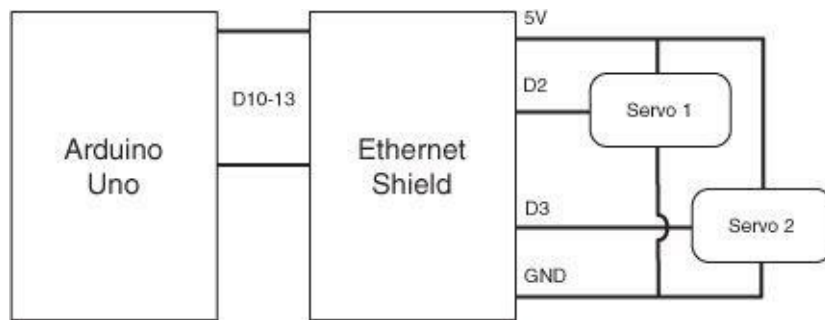 Arduino
Uno
D10-13
Ethernet
Shield
5V
D2
Servo 1
D3
Servo 2
GND